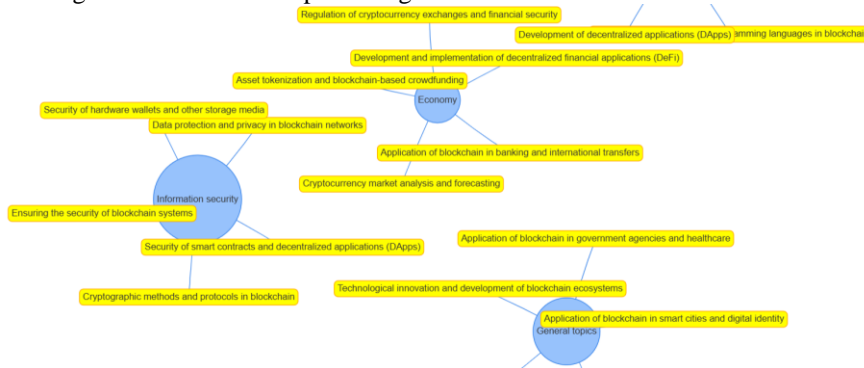 Regulation of cryptocurrency exchanges and financial security
Development of decentralized applications (DApps)
amming languages in blockchain
Development and implementation of decentralized financial applications (DeFi)
Asset tokenization and blockchain-based crowdfunding
Economy
Security of hardware wallets and other storage media
Data protection and privacy in blockchain networks
Application of blockchain in banking and international transfers
Cryptocurrency market analysis and forecasting
Information security
Ensuring the security of blockchain systems
Security of smart contracts and decentralized applications (DApps)
Cryptographic methods and protocols in blockchain
Application of blockchain in government agencies and healthcare
Technological innovation and development of blockchain ecosystems
Application of blockchain in smart cities and digital identity
General topics